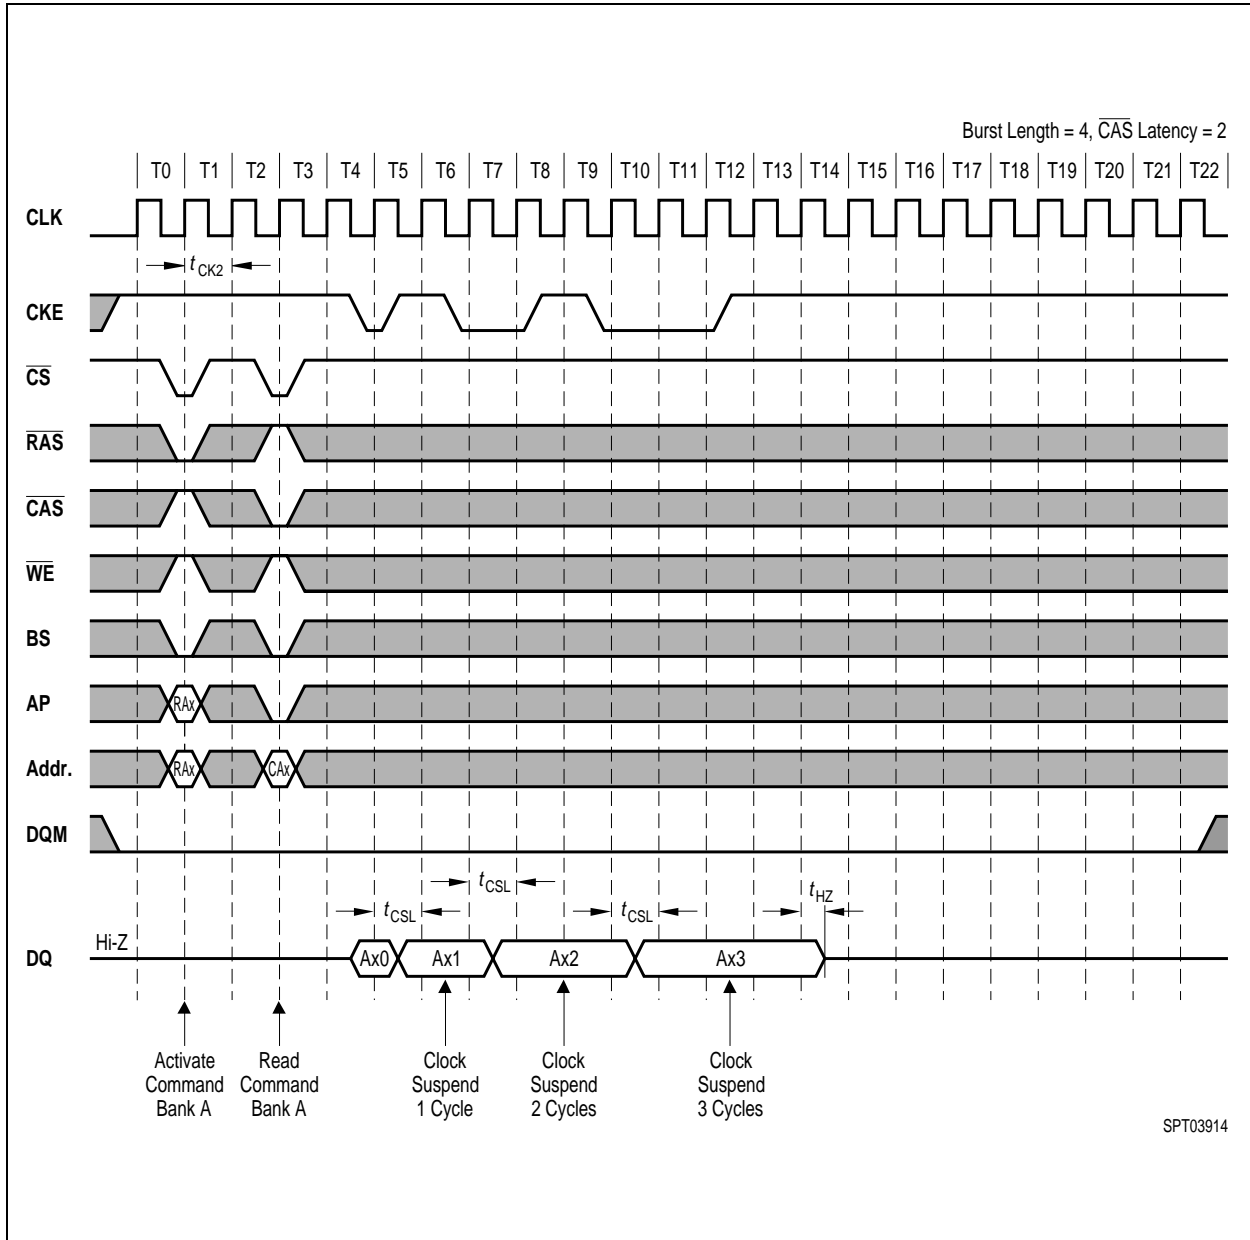 Burst Length = 4, CAS Latency = 2
T0 T1 T2 T3 T4 T5 T6 T7 T8 T9 T10 T11 T12 T13 T14 T15 T16 T17 T18 T19 T20 T21 T22
CLK
tCK2
CKE
CS
RAS
CAS
WE
BS
AP RAx
Addr. RAx CAx
DQM
tCSL tHZ
tCSL tCSL
Hi-Z
DQ Ax0 Ax1 Ax2 Ax3
Activate Read Clock Clock Clock
Command Command Suspend Suspend Suspend
Bank A Bank A 1 Cycle 2 Cycles 3 Cycles
SPT03914